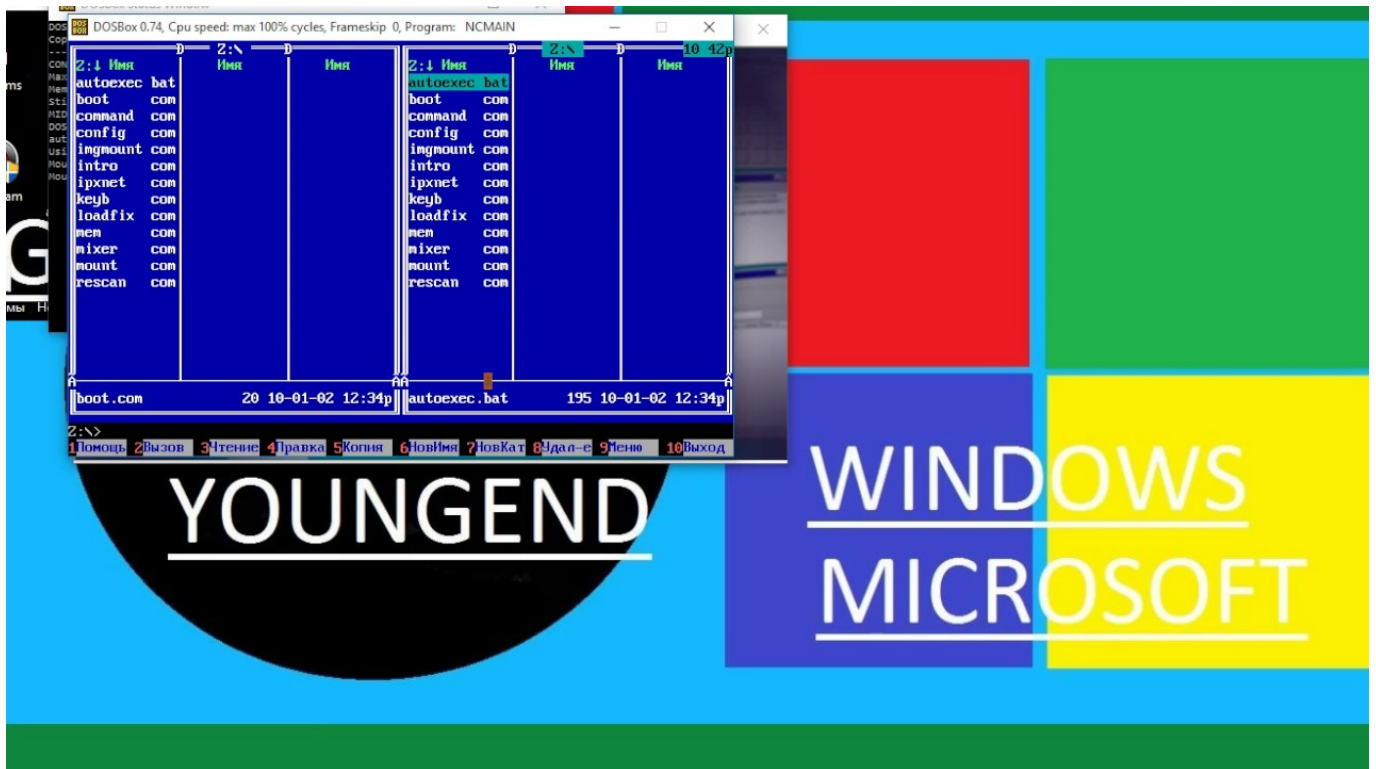 DOSBox Status Window
DOSBox 0.74, Cpu speed: max 100% cycles, Frameskip 0, Program: NCMAIN
Z:\ Z:\ 10 42p
Z:↓ Имя Имя Имя Z:↓ Имя Имя Имя
autoexec bat autoexec bat
boot com boot com
command com command com
config com config com
imgmount com imgmount com
intro com intro com
ipxnet com ipxnet com
keyb com keyb com
loadfix com loadfix com
mem com mem com
mixer com mixer com
mount com mount com
rescan com rescan com
boot.com 20 10-01-02 12:34p autoexec.bat 195 10-01-02 12:34p
Z:\>
1Помощь 2Вызов 3Чтение 4Правка 5Копия 6НовИмя 7НовКат 8Удал-е 9Меню 10Выход
YOUNGEND
WINDOWS
MICROSOFT